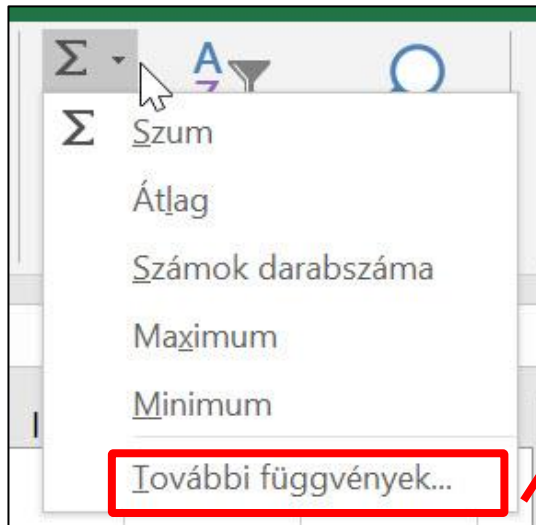 Σ
A
Z
Σ Szum
Átlag
Számok darabszáma
Maximum
Minimum
További függvények...